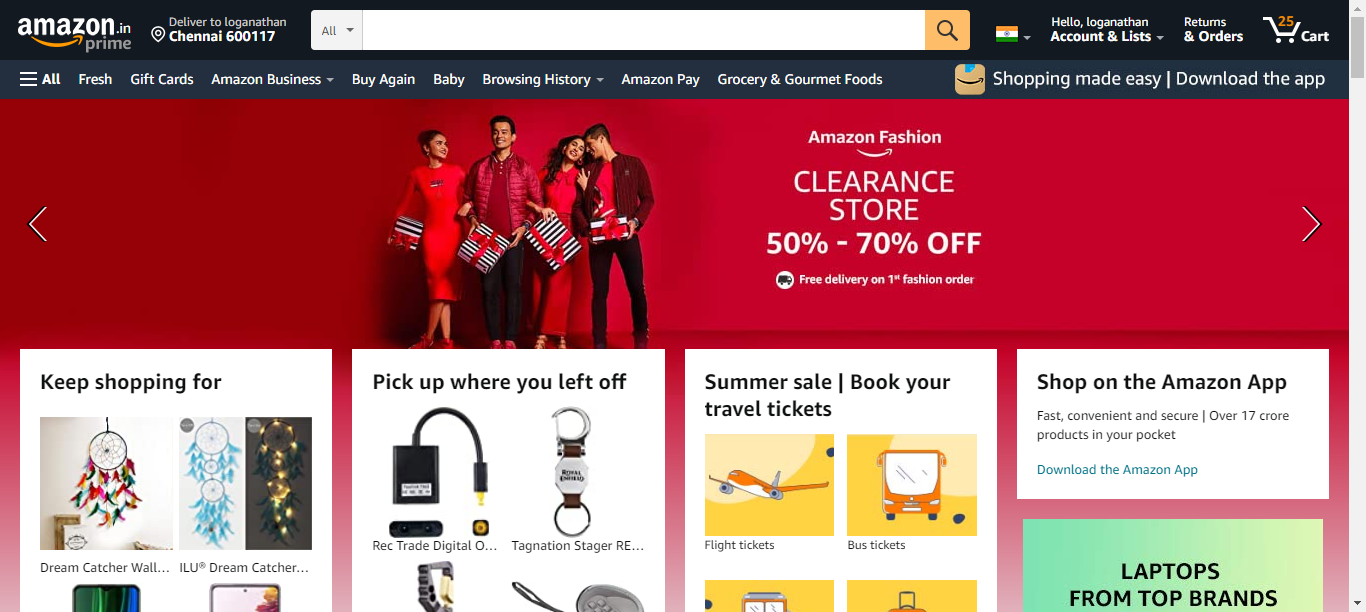 amazon.in
prime
Deliver to loganathan
Chennai 600117
All
Hello, loganathan
Account & Lists
Returns
& Orders
25
Cart
All
Fresh
Gift Cards
Amazon Business
Buy Again
Baby
Browsing History
Amazon Pay
Grocery & Gourmet Foods
Shopping made easy | Download the app
Amazon Fashion
CLEARANCE
STORE
50% - 70% OFF
Free delivery on 1st fashion order
Keep shopping for
Dream Catcher Wall...
ILU® Dream Catcher...
Pick up where you left off
ROYAL
ENFIELD
Rec Trade Digital O...
Tagnation Stager RE...
Summer sale | Book your
travel tickets
Flight tickets
Bus tickets
Shop on the Amazon App
Fast, convenient and secure | Over 17 crore
products in your pocket
Download the Amazon App
LAPTOPS
FROM TOP BRANDS